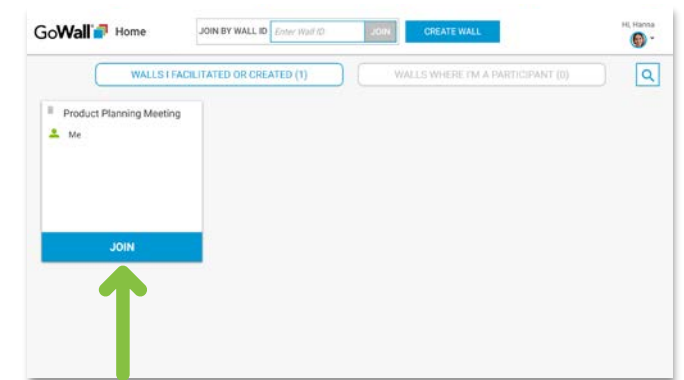 GoWall Home JOIN BY WALL ID Enter Wall ID JOIN CREATE WALL Hi, Hanna
WALLS I FACILITATED OR CREATED (1) WALLS WHERE I'M A PARTICIPANT (0)
Product Planning Meeting
Me
JOIN